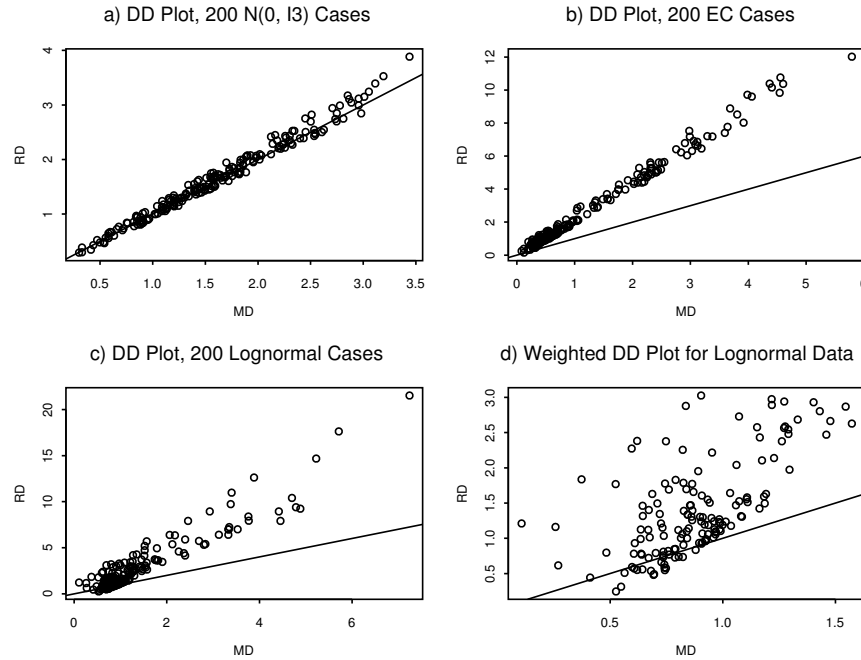 a) DD Plot, 200 N(0, I3) Cases
4
3
2
1
RD
0.5 1.0 1.5 2.0 2.5 3.0 3.5
MD
b) DD Plot, 200 EC Cases
12
10
8
6
4
2
0
RD
0 1 2 3 4 5 6
MD
c) DD Plot, 200 Lognormal Cases
20
15
10
5
0
RD
0 2 4 6
MD
d) Weighted DD Plot for Lognormal Data
3.0
2.5
2.0
1.5
1.0
0.5
RD
0.5 1.0 1.5
MD